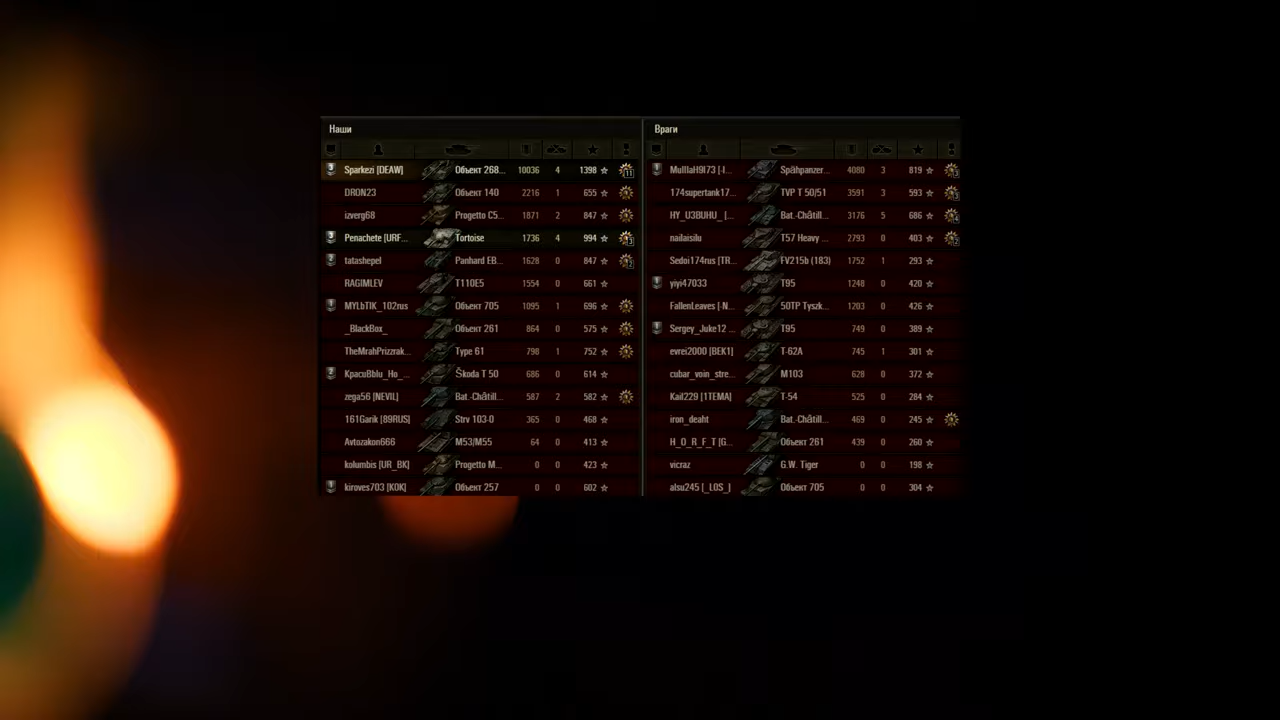 Наши
Sparkezi [DEAW] Объект 268... 10036 4 1398 11
DRON23 Объект 140 2216 1 655
izverg68 Progetto C5... 1871 2 847
3 Penachete [URF... Tortoise 1736 4 994 3
2 tatashepel Panhard EB... 1628 0 847 2
RAGIMLEV T110E5 1554 0 661
1 MYLbTIK_102rus Объект 705 1095 1 696
_BlackBox_ Объект 261 864 0 575
TheMrahPrizzrak... Type 61 798 1 752
2 KpacuBblu_Ho_... Škoda T 50 686 0 614
zega56 [NEVIL] Bat.-Châtill... 587 2 582
161Garik [89RUS] Strv 103-0 365 0 468
Avtozakon666 M53/M55 64 0 413
kolumbis [UR_BK] Progetto M... 0 0 423
kiroves703 [KOK] Объект 257 0 0 602
Враги
Spähpanzer... 4080 3 819
174supertank17... TVP T 50/51 3591 3 593
HY_U3BUHU_ [... Bat.-Châtill... 3176 5 686
nailaisilu T57 Heavy ... 2793 0 403
Sedoi174rus [TR... FV215b (183) 1752 1 293
yiyi47033 T95 1248 0 420
FallenLeaves [-N... 50TP Tyszk... 1203 0 426
Sergey_Juke12 ... T95 749 0 389
evrei2000 [BEK1] T-62A 745 1 301
cubar_voin_stre... M103 628 0 372
Kail229 [1TEMA] T-54 525 0 284
iron_deaht Bat.-Châtill... 469 0 245
H_O_R_F_T [G... Объект 261 439 0 260
vicraz G.W. Tiger 0 0 198
alsu245 [_LOS_] Объект 705 0 0 304